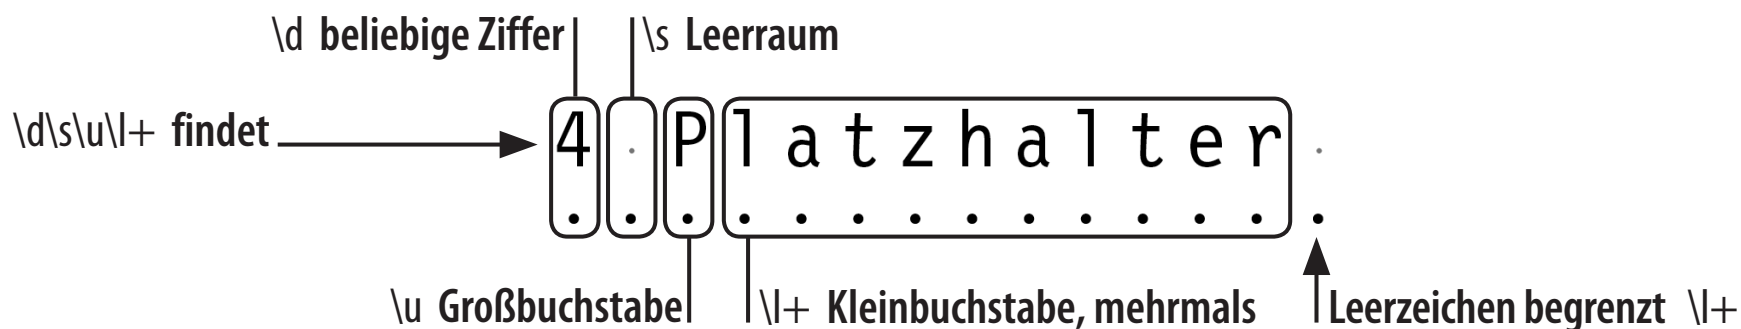 \d beliebige Ziffer \s Leerraum
\d\s\u\l+ findet 4 · Platzhalter ·
\u Großbuchstabe \l+ Kleinbuchstabe, mehrmals Leerzeichen begrenzt \l+